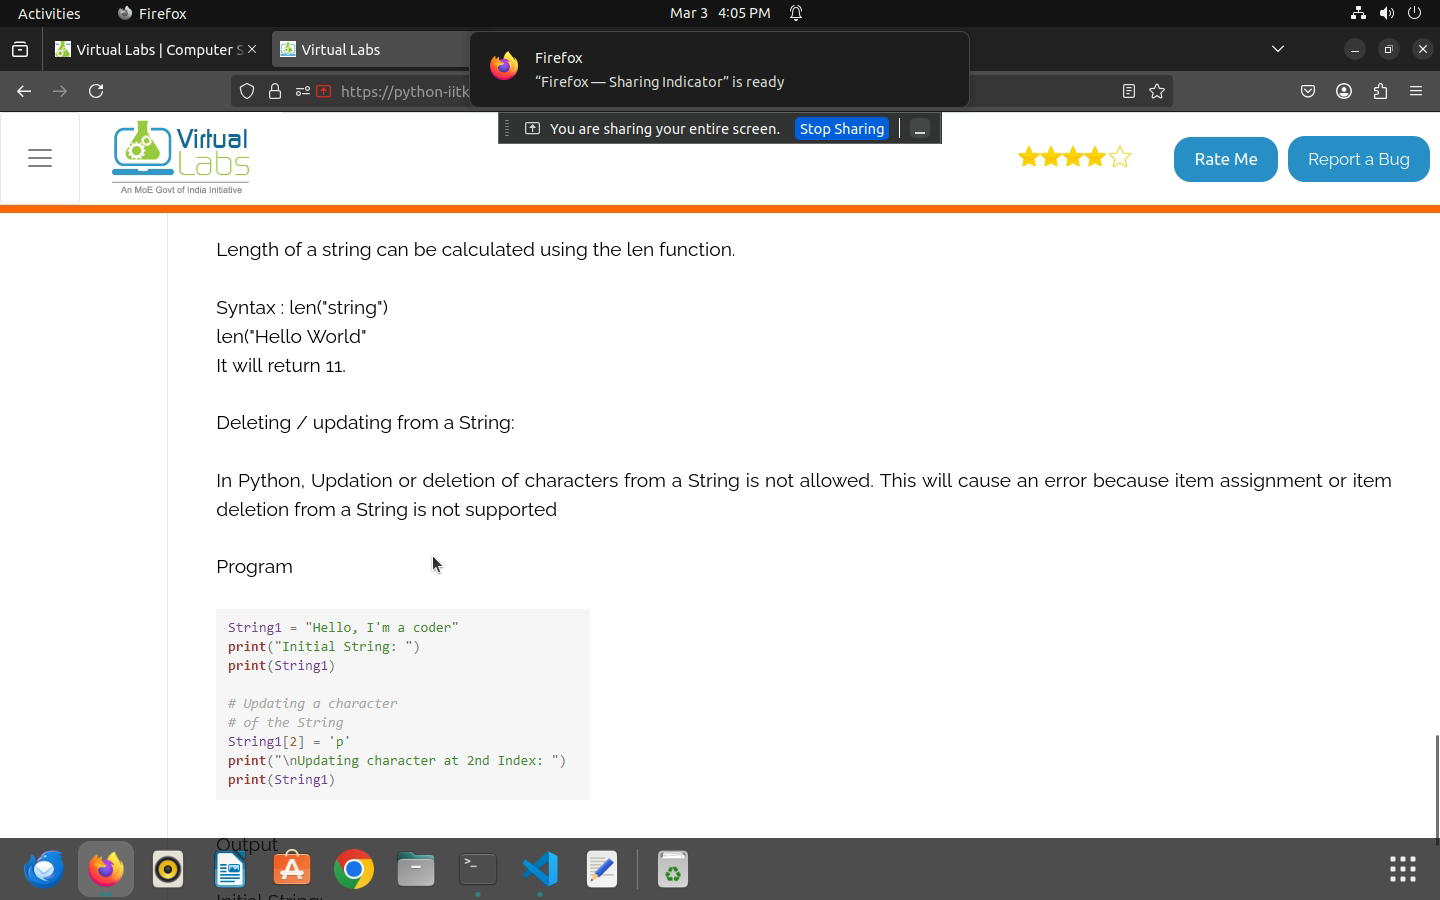 Activities
Firefox
Mar 3 4:05 PM
Virtual Labs | Computer S
Virtual Labs
Firefox
“Firefox — Sharing Indicator” is ready
https://python-iitk
You are sharing your entire screen.
Stop Sharing
Virtual
Labs
An MoE Govt of India Initiative
Rate Me
Report a Bug
Length of a string can be calculated using the len function.
Syntax : len("string")
len("Hello World"
It will return 11.
Deleting / updating from a String:
In Python, Updation or deletion of characters from a String is not allowed. This will cause an error because item assignment or item
deletion from a String is not supported
Program
String1 = "Hello, I'm a coder"
print("Initial String: ")
print(String1)
# Updating a character
# of the String
String1[2] = 'p'
print("\nUpdating character at 2nd Index: ")
print(String1)
Output
Initial String: